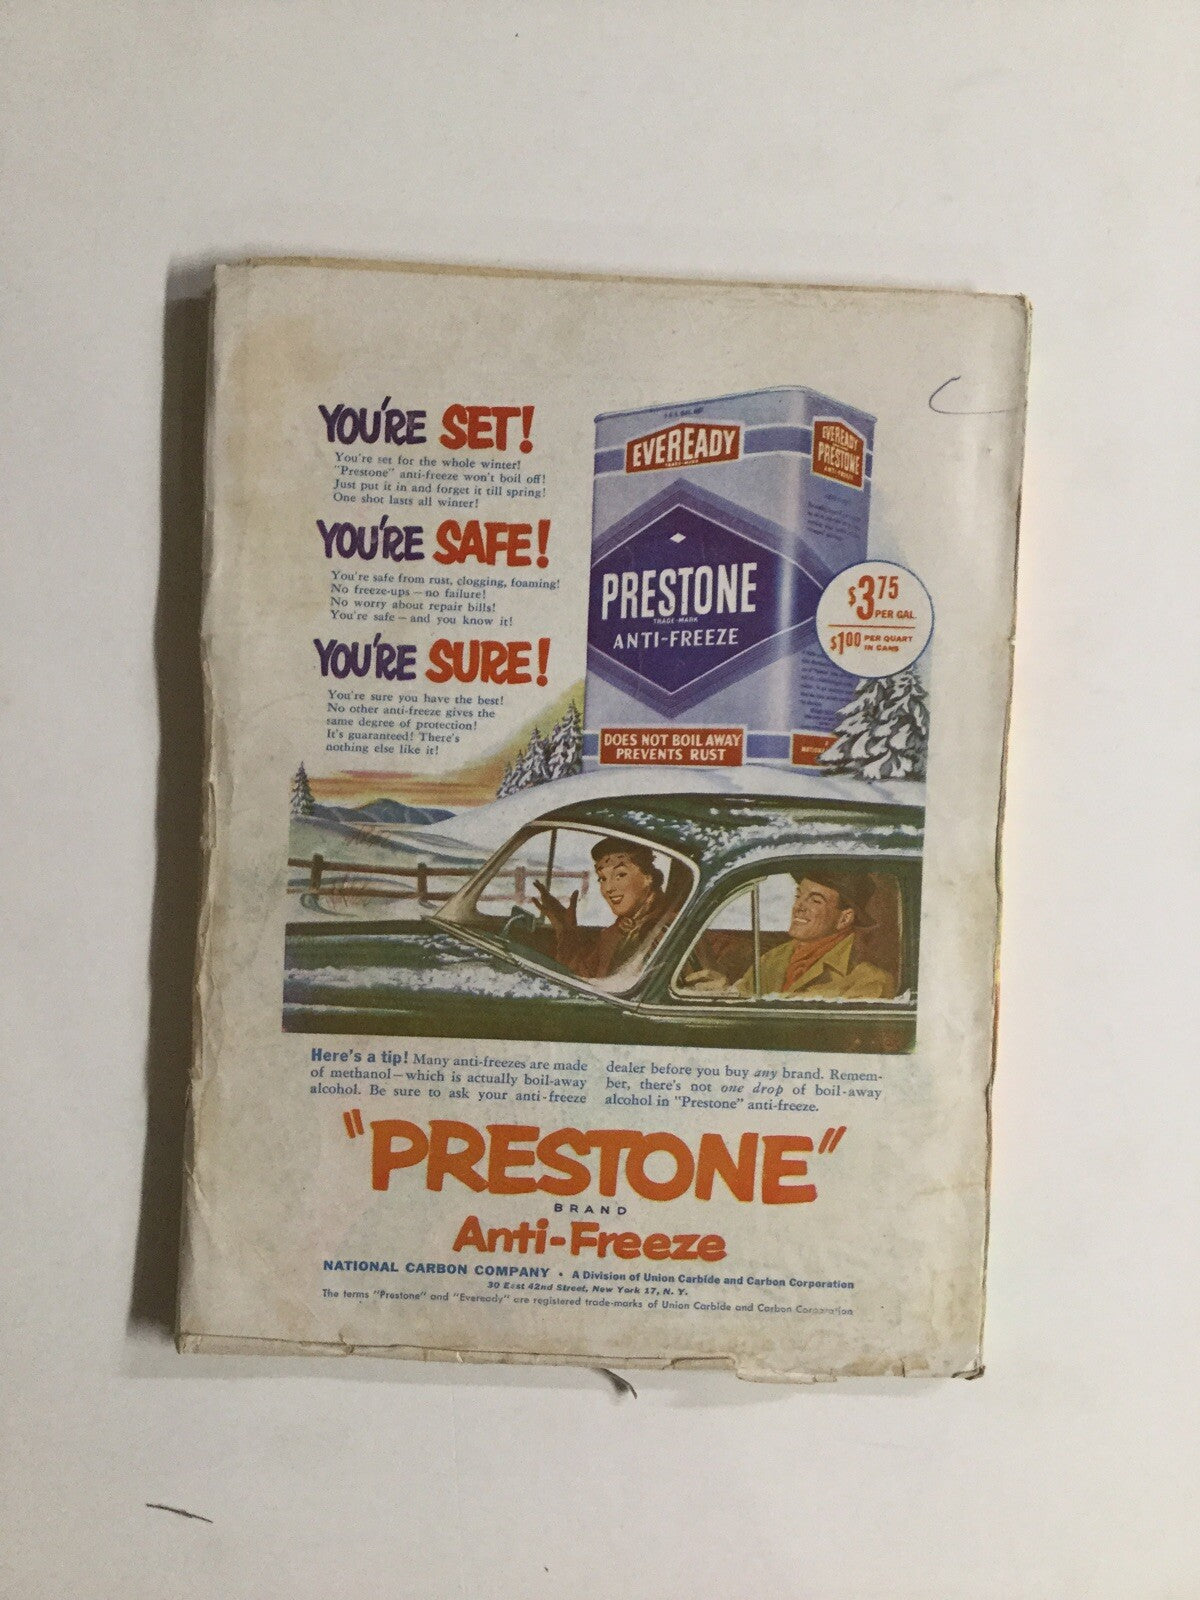 YOU'RE SET!
You're set for the whole winter!
"Prestone" anti-freeze won't boil off!
Just put it in and forget it till spring!
One shot lasts all winter!
YOU'RE SAFE!
You're safe from rust, clogging, foaming!
No freeze-ups — no failure!
No worry about repair bills!
You're safe — and you know it!
YOU'RE SURE!
You're sure you have the best!
No other anti-freeze gives the
same degree of protection!
It's guaranteed! There's
nothing else like it!
EVEREADY
TRADE-MARK
PRESTONE
TRADE-MARK
ANTI-FREEZE
DOES NOT BOIL AWAY
PREVENTS RUST
EVEREADY
PRESTONE
ANTI-FREEZE
$3.75
PER GAL.
$1.00 PER QUART
IN CANS
Here's a tip! Many anti-freezes are made
of methanol—which is actually boil-away
alcohol. Be sure to ask your anti-freeze
dealer before you buy any brand. Remem-
ber, there's not one drop of boil-away
alcohol in "Prestone" anti-freeze.
"PRESTONE"
BRAND
Anti-Freeze
NATIONAL CARBON COMPANY • A Division of Union Carbide and Carbon Corporation
30 East 42nd Street, New York 17, N. Y.
The terms "Prestone" and "Eveready" are registered trade-marks of Union Carbide and Carbon Corporation